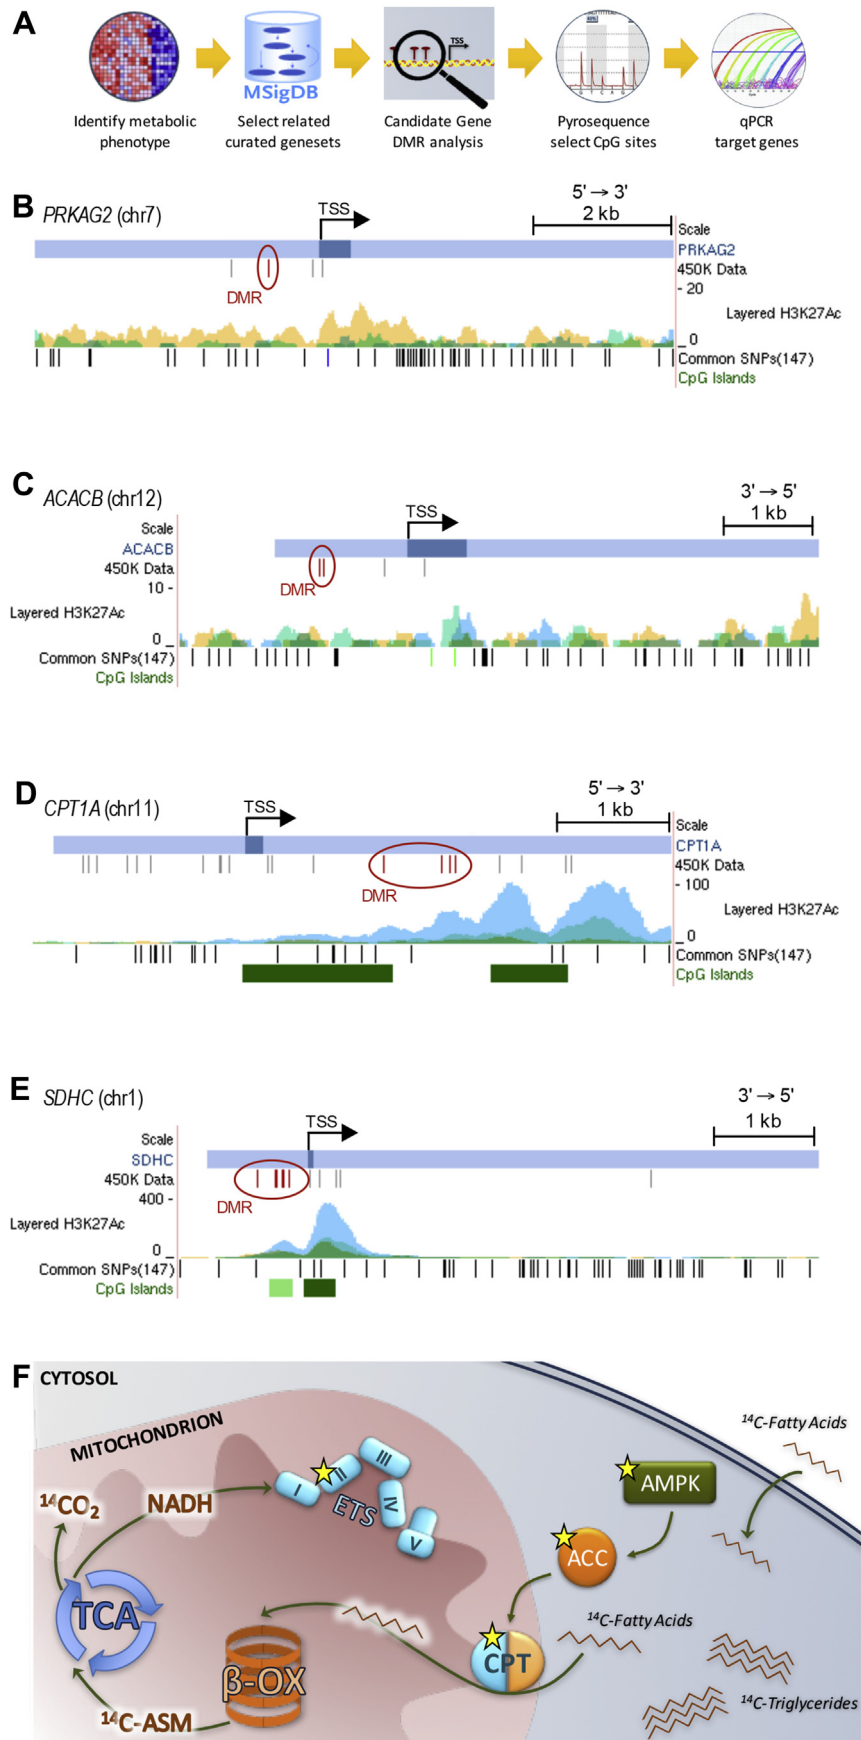 A
MSigDB
TSS
Identify metabolic
phenotype
Select related
curated genesets
Candidate Gene
DMR analysis
Pyrosequence
select CpG sites
qPCR
target genes
B
PRKAG2 (chr7)
TSS
5' → 3'
2 kb
Scale
PRKAG2
450K Data
DMR
- 20
Layered H3K27Ac
_ 0
Common SNPs(147)
CpG Islands
C
ACACB (chr12)
TSS
3' → 5'
1 kb
Scale
ACACB
450K Data
DMR
10 -
Layered H3K27Ac
0 _
Common SNPs(147)
CpG Islands
D
CPT1A (chr11)
TSS
5' → 3'
1 kb
Scale
CPT1A
450K Data
DMR
- 100
Layered H3K27Ac
_ 0
Common SNPs(147)
CpG Islands
E
SDHC (chr1)
TSS
3' → 5'
1 kb
Scale
SDHC
450K Data
DMR
400 -
Layered H3K27Ac
0 _
Common SNPs(147)
CpG Islands
F
CYTOSOL
MITOCHONDRION
14C-Fatty Acids
14CO2
NADH
I
II
III
IV
V
ETS
AMPK
ACC
TCA
14C-Fatty Acids
CPT
β-OX
14C-ASM
14C-Triglycerides